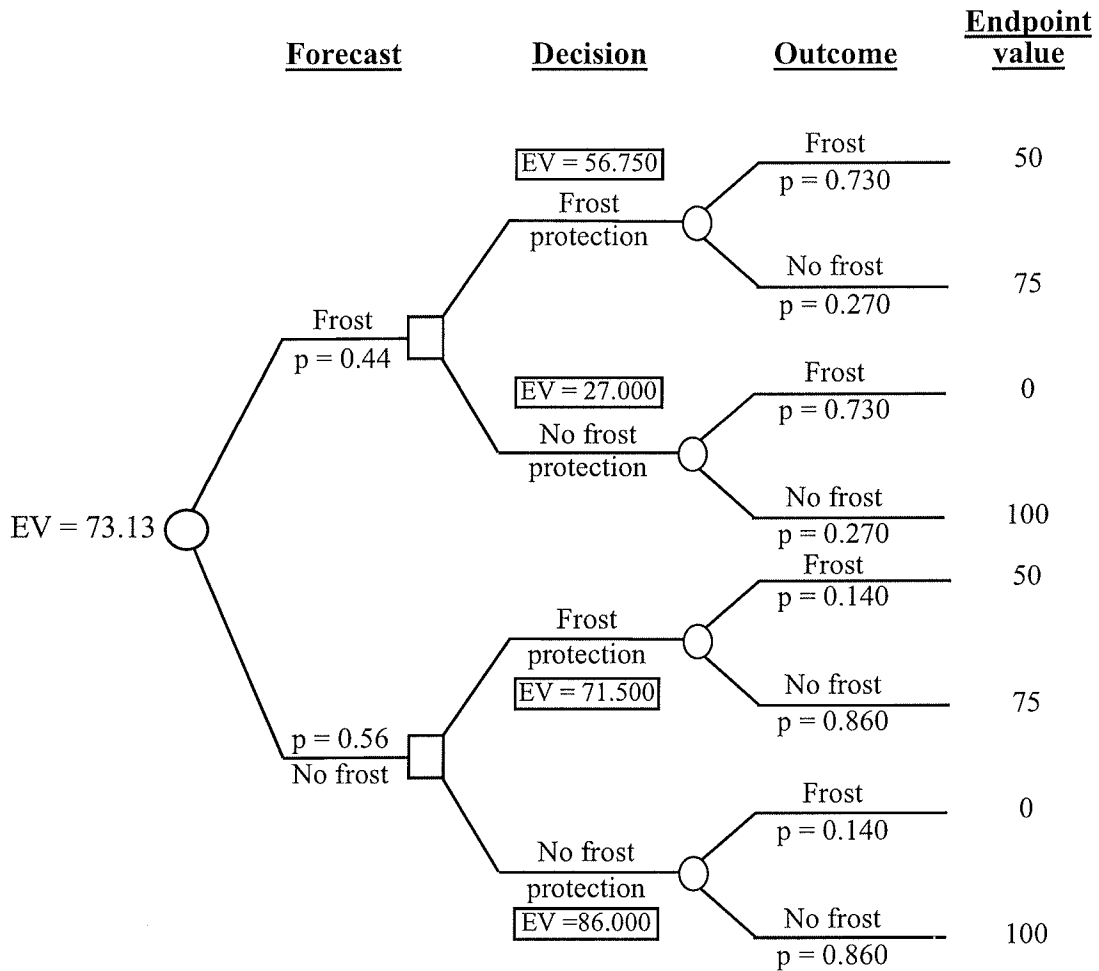 Endpoint
Forecast Decision Outcome value
Frost
50
EV = 56.750
p = 0.730
Frost
protection
No frost
75
p = 0.270
Frost
p = 0.44
Frost
0
EV = 27.000
p = 0.730
No frost
protection
No frost
100
p = 0.270
EV = 73.13
Frost
50
p = 0.140
Frost
protection
EV = 71.500
No frost
75
p = 0.860
p = 0.56
No frost
Frost
0
p = 0.140
No frost
protection
EV =86.000
No frost
100
p = 0.860